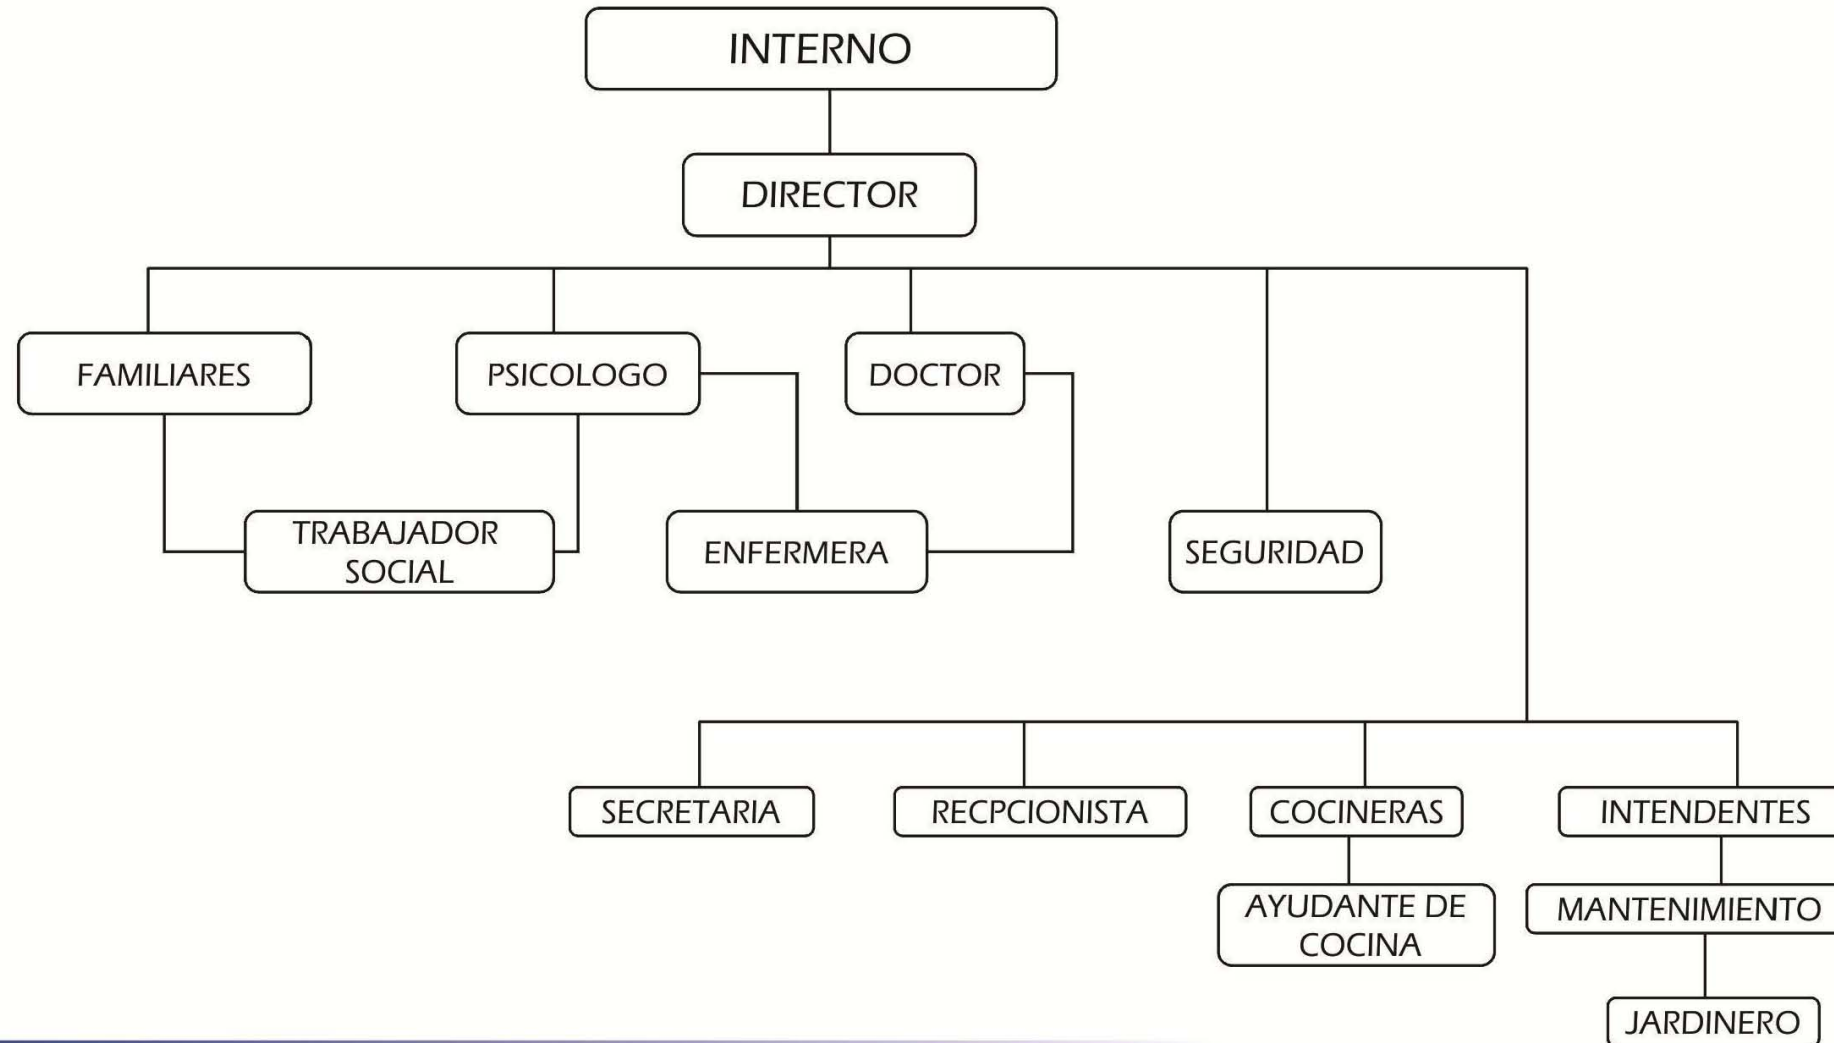 INTERNO
DIRECTOR
FAMILIARES
PSICOLOGO
DOCTOR
TRABAJADOR
SOCIAL
ENFERMERA
SEGURIDAD
SECRETARIA
RECPCIONISTA
COCINERAS
INTENDENTES
AYUDANTE DE
COCINA
MANTENIMIENTO
JARDINERO